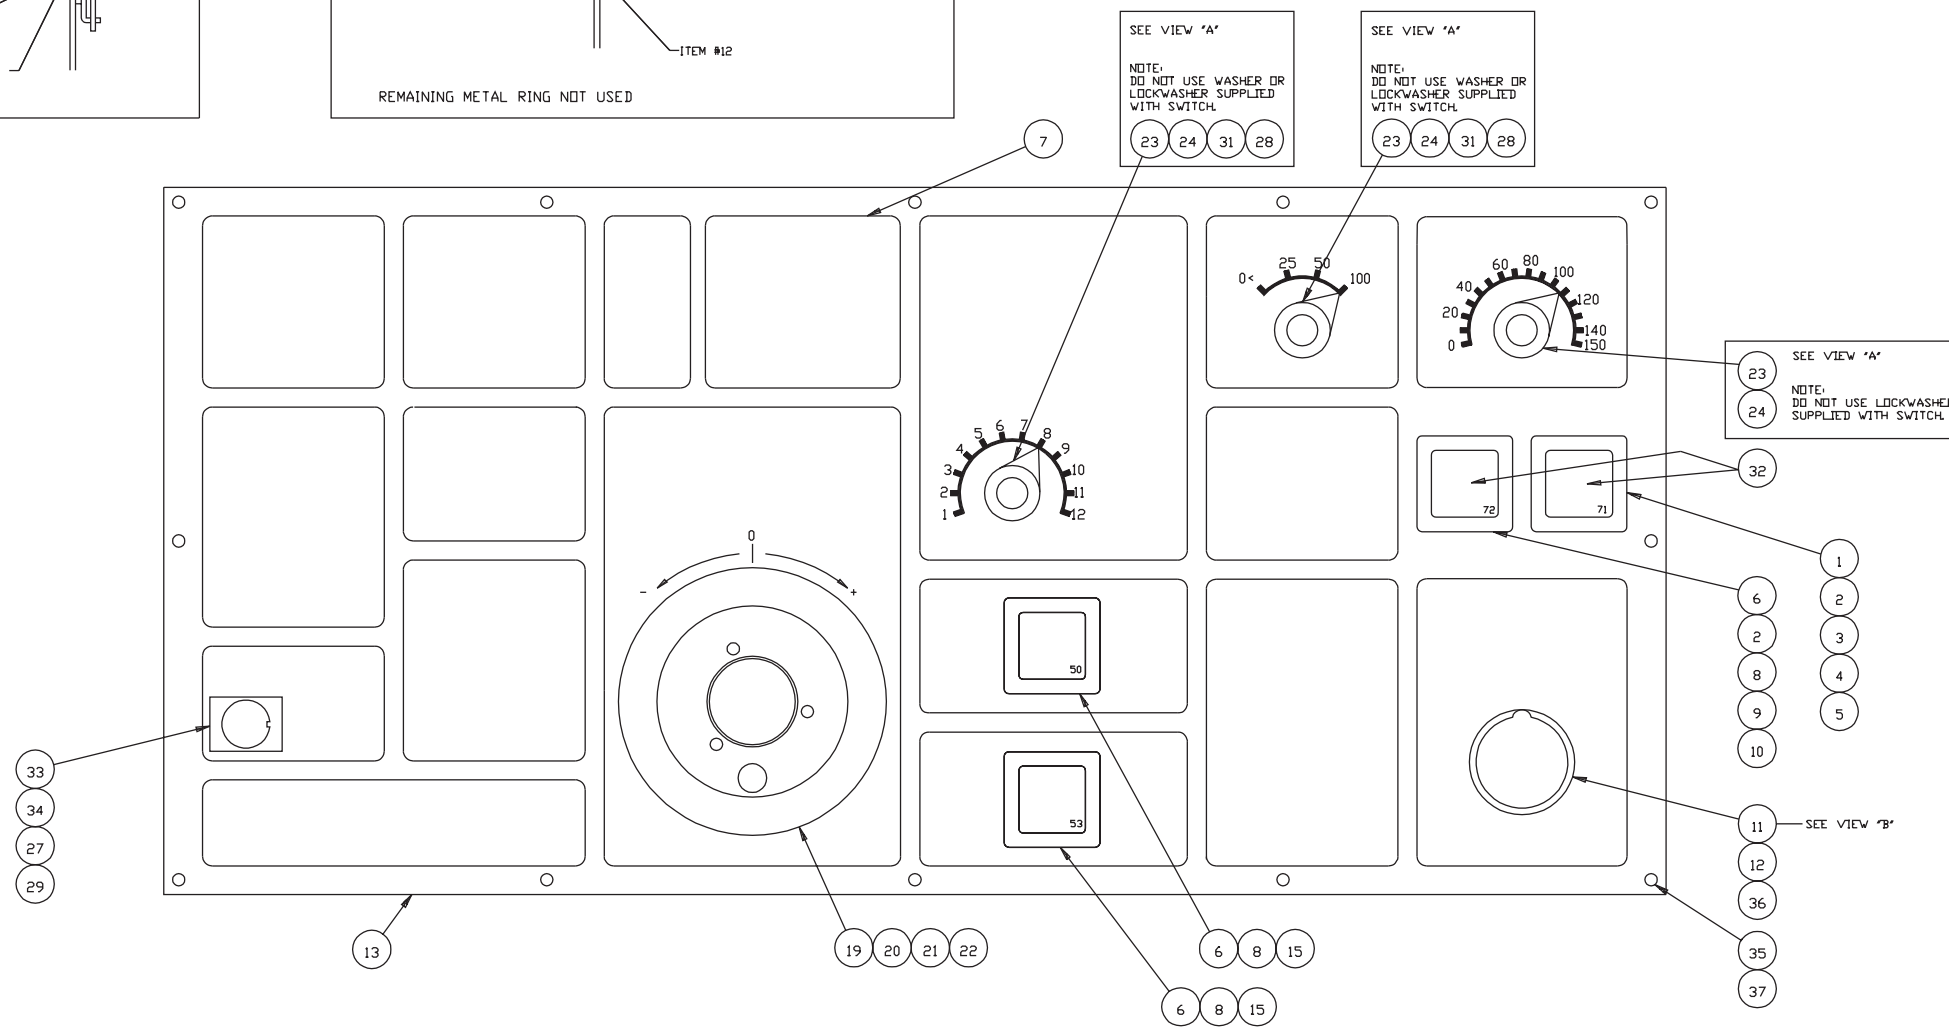 ITEM #12
REMAINING METAL RING NOT USED
SEE VIEW "A"
NOTE:
DO NOT USE WASHER OR
LOCKWASHER SUPPLIED
WITH SWITCH.
23 24 31 28
SEE VIEW "A"
NOTE:
DO NOT USE WASHER OR
LOCKWASHER SUPPLIED
WITH SWITCH.
23 24 31 28
7
0< 25 50 100
0 20 40 60 80 100 120 140 150
SEE VIEW "A"
NOTE:
DO NOT USE LOCKWASHER
SUPPLIED WITH SWITCH.
23
24
1 2 3 4 5 6 7 8 9 10 11 12
32
72
71
1
2
3
4
5
6
2
8
9
10
0
- +
50
53
33
34
27
29
11 SEE VIEW "B"
12
36
13
19 20 21 22
6 8 15
6 8 15
35
37